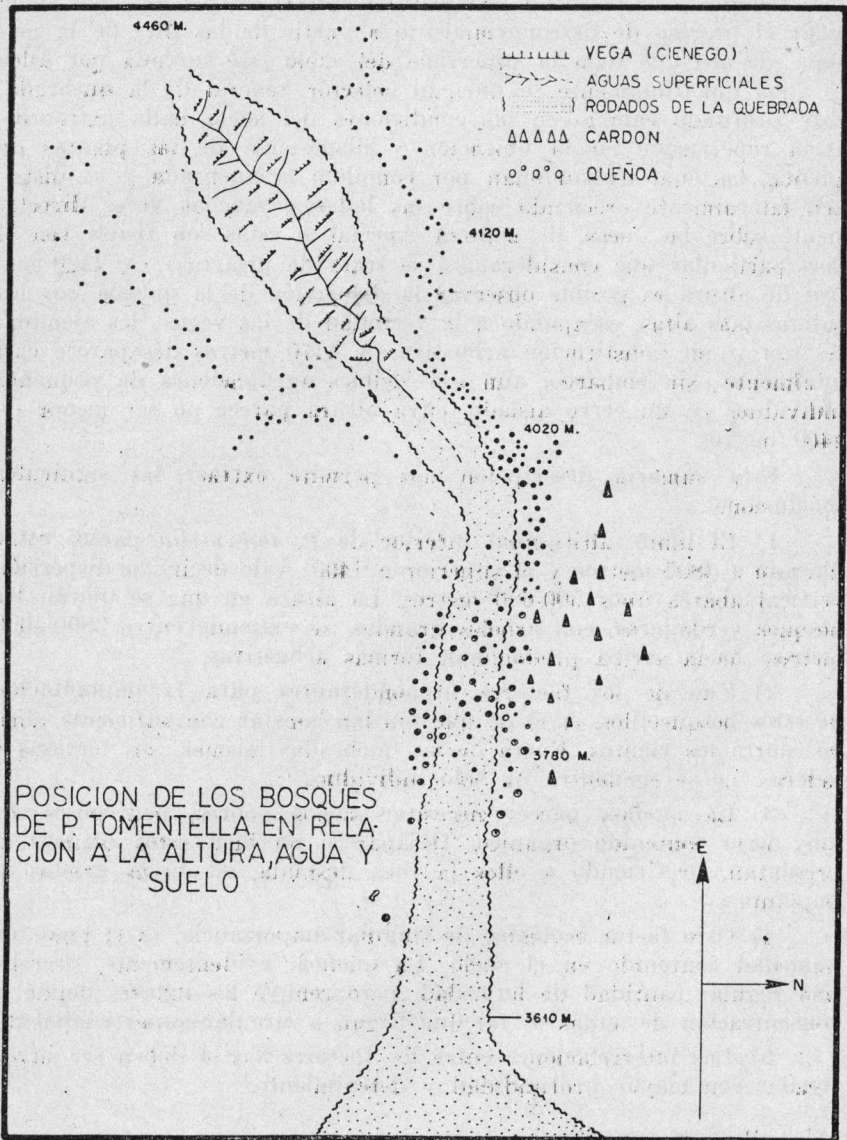 4460 M.
VEGA (CIENEGO)
AGUAS SUPERFICIALES
RODADOS DE LA QUEBRADA
CARDON
QUEÑOA
4120 M.
4020 M.
3780 M.
POSICION DE LOS BOSQUES
DE P. TOMENTELLA EN RELA-
CION A LA ALTURA, AGUA Y
SUELO
E
N
3610 M.